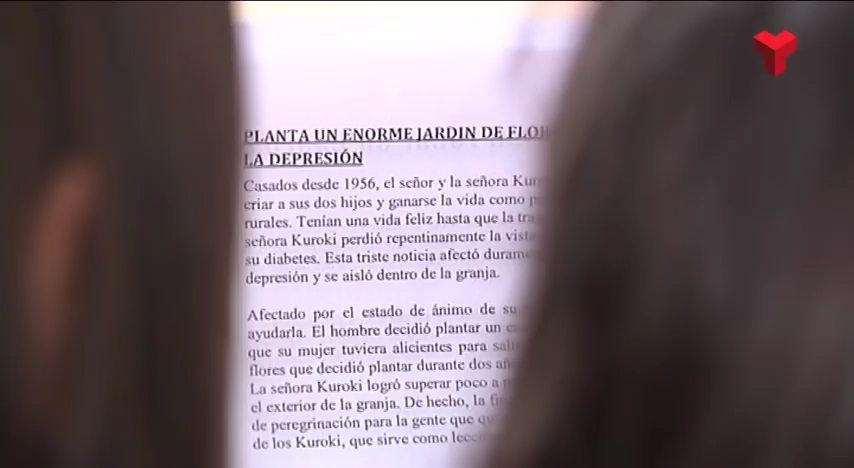 PLANTA UN ENORME JARDIN DE
LA DEPRESIÓN
Casados desde 1956, el señor y la señora
criar a sus dos hijos y ganarse la vida como
rurales. Tenían una vida feliz hasta que la
señora Kuroki perdió repentinamente la vista
su diabetes. Esta triste noticia afectó
depresión y se aisló dentro de la granja.
Afectado por el estado de ánimo de su
ayudarla. El hombre decidió plantar un
que su mujer tuviera alicientes para
flores que decidió plantar durante dos
La señora Kuroki logró superar poco a
el exterior de la granja. De hecho, la
de peregrinación para la gente que
de los Kuroki, que sirve como